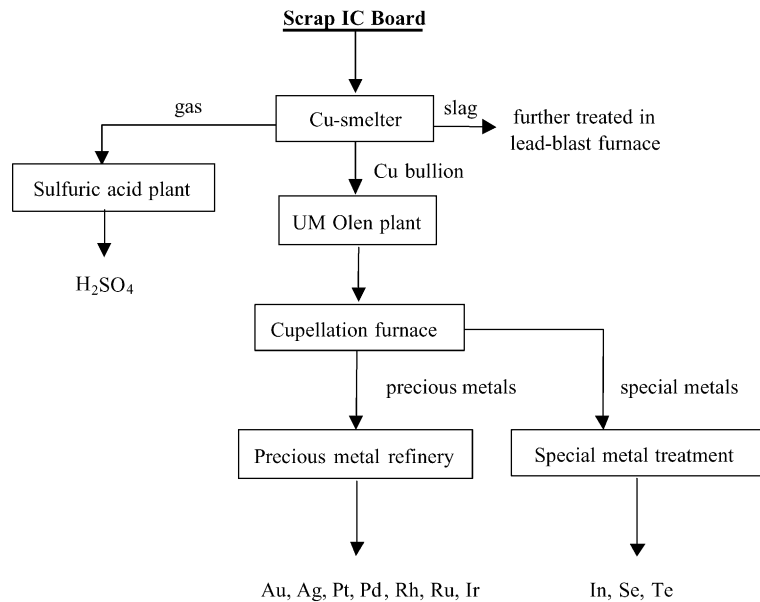 Scrap IC Board
gas
Cu-smelter
slag
further treated in
lead-blast furnace
Sulfuric acid plant
Cu bullion
UM Olen plant
H₂SO₄
Cupellation furnace
precious metals
special metals
Precious metal refinery
Special metal treatment
Au, Ag, Pt, Pd, Rh, Ru, Ir
In, Se, Te